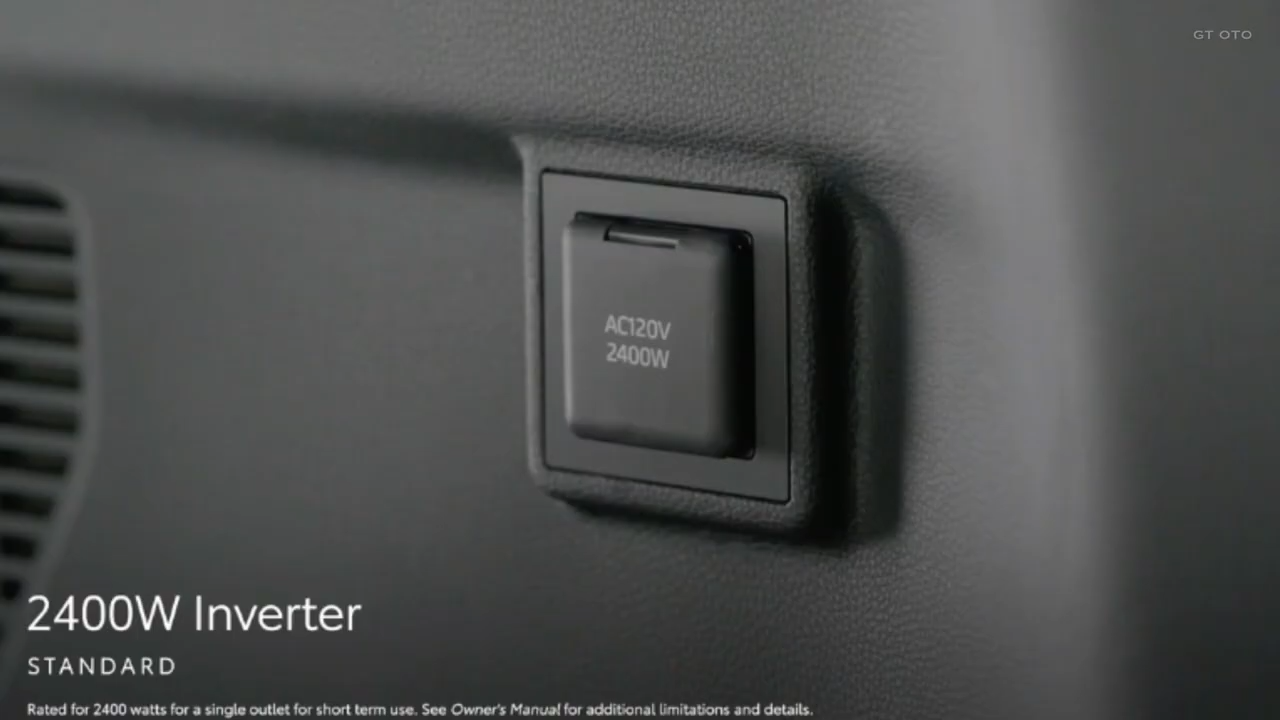 GT OTO
AC120V
2400W
2400W Inverter
STANDARD
Rated for 2400 watts for a single outlet for short term use. See Owner's Manual for additional limitations and details.